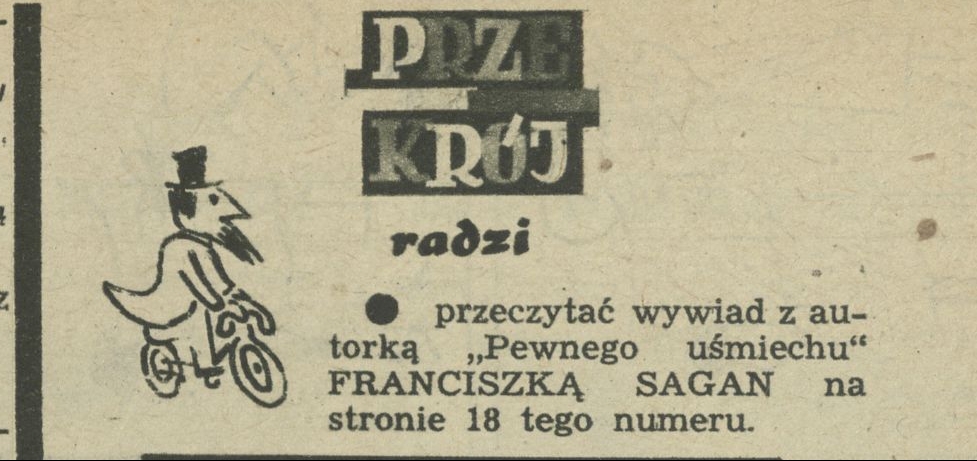 PRZE
KRÓJ
radzi
● przeczytać wywiad z au-
torką „Pewnego uśmiechu“
FRANCISZKĄ SAGAN na
stronie 18 tego numeru.